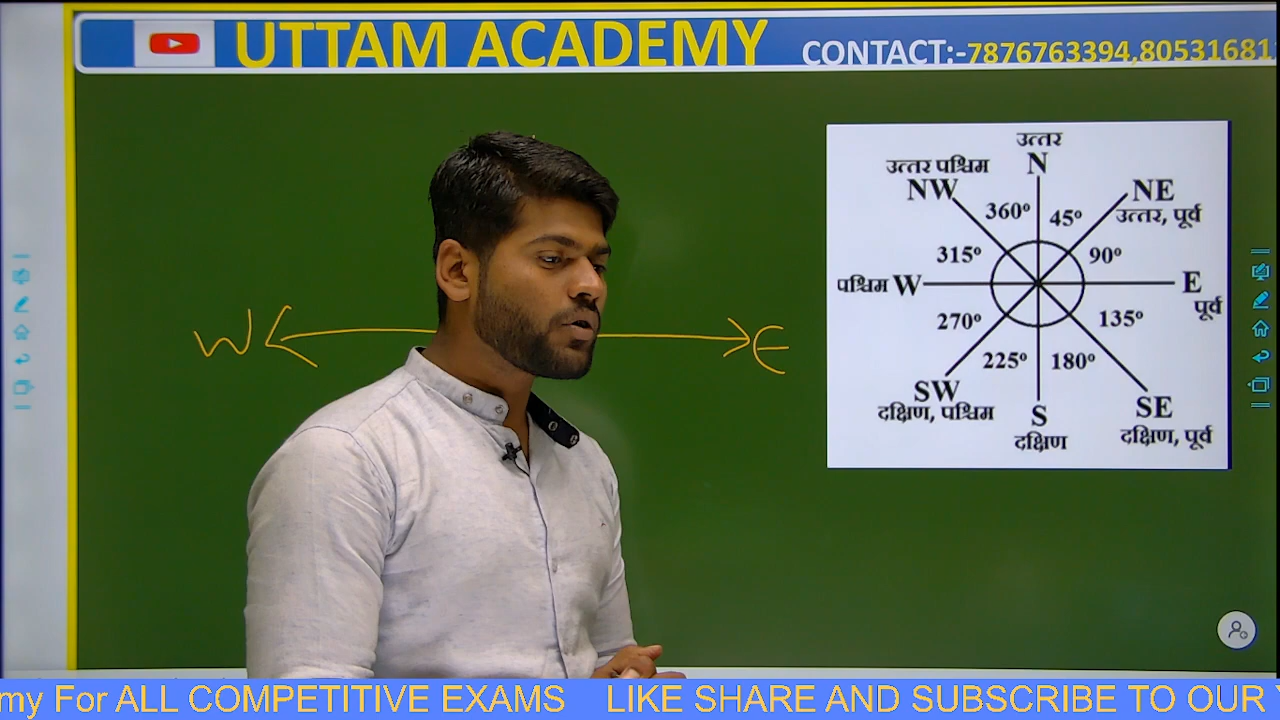 UTTAM ACADEMY
CONTACT:-7876763394,80531681
उत्तर
N
उत्तर पश्चिम
NW
NE
उत्तर, पूर्व
360°
45°
315°
90°
पश्चिम W
E
पूर्व
270°
135°
225°
180°
SW
दक्षिण, पश्चिम
S
दक्षिण
SE
दक्षिण, पूर्व
W
E
my For ALL COMPETITIVE EXAMS LIKE SHARE AND SUBSCRIBE TO OUR